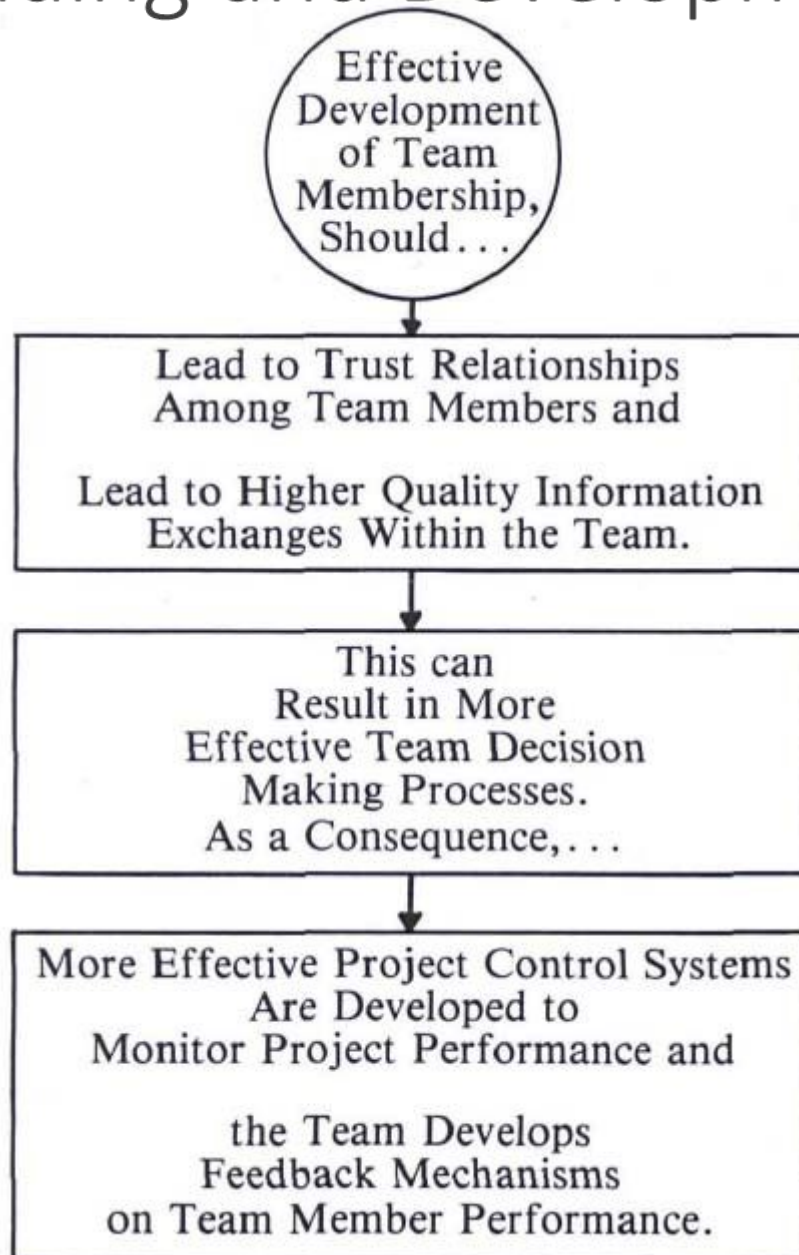 and
Effective
Development
of Team
Membership,
Should...
Lead to Trust Relationships
Among Team Members and
Lead to Higher Quality Information
Exchanges Within the Team.
This can
Result in More
Effective Team Decision
Making Processes.
As a Consequence,...
More Effective Project Control Systems
Are Developed to
Monitor Project Performance and
the Team Develops
Feedback Mechanisms
on Team Member Performance.